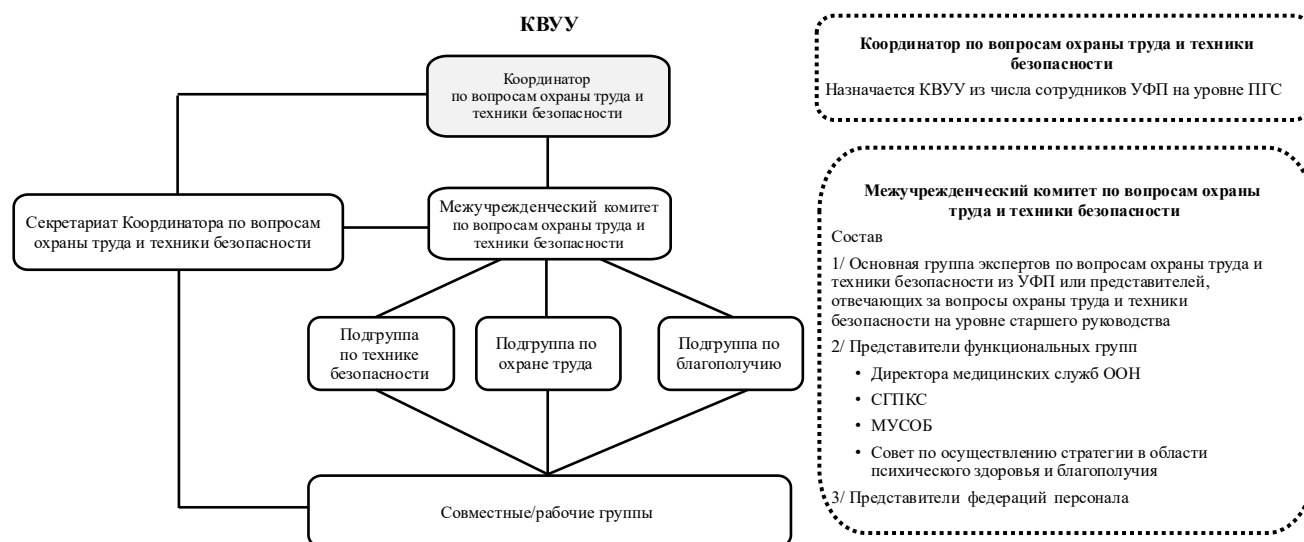 КВУУ
Координатор
по вопросам охраны труда и
техники безопасности
Секретариат Координатора по вопросам
охраны труда и техники безопасности
Межучрежденческий комитет
по вопросам охраны труда и
техники безопасности
Подгруппа
по технике
безопасности
Подгруппа по
охране труда
Подгруппа по
благополучию
Совместные/рабочие группы
Координатор по вопросам охраны труда и техники
безопасности
Назначается КВУУ из числа сотрудников УФП на уровне ПГС
Межучрежденческий комитет по вопросам охраны
труда и техники безопасности
Состав
1/ Основная группа экспертов по вопросам охраны труда и
техники безопасности из УФП или представителей,
отвечающих за вопросы охраны труда и техники
безопасности на уровне старшего руководства
2/ Представители функциональных групп
• Директора медицинских служб ООН
• СГПКС
• МУСОБ
• Совет по осуществлению стратегии в области
психического здоровья и благополучия
3/ Представители федераций персонала